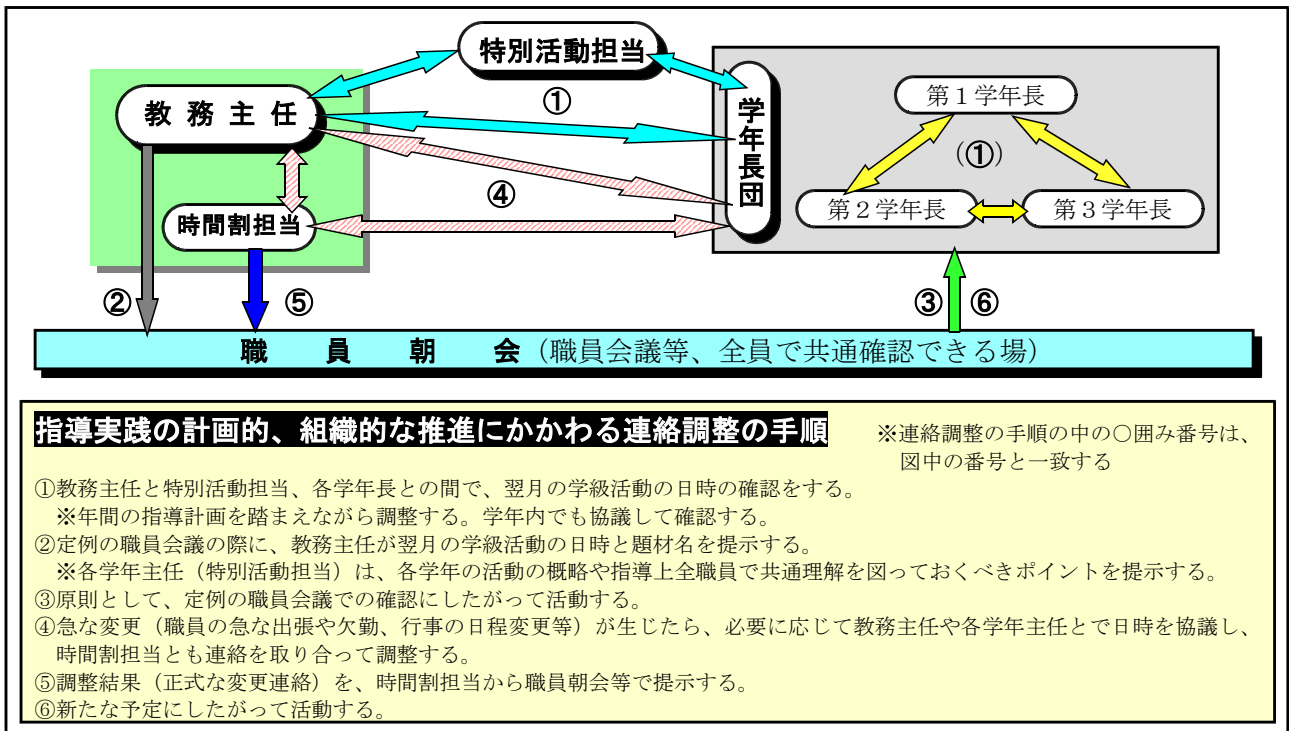 特別活動担当
教務主任
①
学年長団
第１学年長
（①）
④
第２学年長
第３学年長
時間割担当
②
⑤
③
⑥
職員朝会（職員会議等、全員で共通確認できる場）
指導実践の計画的、組織的な推進にかかわる連絡調整の手順
※連絡調整の手順の中の〇囲み番号は、
図中の番号と一致する
①教務主任と特別活動担当、各学年長との間で、翌月の学級活動の日時の確認をする。
※年間の指導計画を踏まえながら調整する。学年内でも協議して確認する。
②定例の職員会議の際に、教務主任が翌月の学級活動の日時と題材名を提示する。
※各学年主任（特別活動担当）は、各学年の活動の概略や指導上全職員で共通理解を図っておくべきポイントを提示する。
③原則として、定例の職員会議での確認にしたがって活動する。
④急な変更（職員の急な出張や欠勤、行事の日程変更等）が生じたら、必要に応じて教務主任や各学年主任とで日時を協議し、
時間割担当とも連絡を取り合って調整する。
⑤調整結果（正式な変更連絡）を、時間割担当から職員朝会等で提示する。
⑥新たな予定にしたがって活動する。